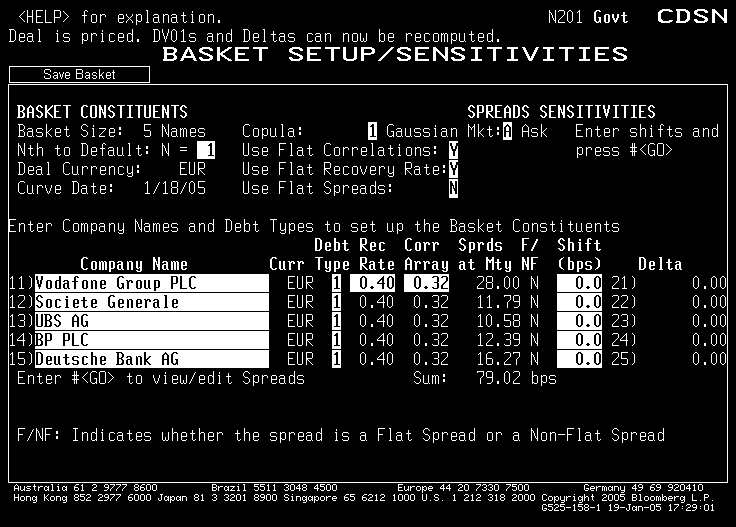 <HELP> for explanation. N201 Govt CDSN
Deal is priced. DV01s and Deltas can now be recomputed.
BASKET SETUP/SENSITIVITIES
Save Basket
BASKET CONSTITUENTS SPREADS SENSITIVITIES
Basket Size: 5 Names Copula: 1 Gaussian Mkt:A Ask Enter shifts and
Nth to Default: N = 1 Use Flat Correlations: Y press #<GO>
Deal Currency: EUR Use Flat Recovery Rate:Y
Curve Date: 1/18/05 Use Flat Spreads: N
Enter Company Names and Debt Types to set up the Basket Constituents
Debt Rec Corr Sprds F/ Shift
Company Name Curr Type Rate Array at Mty NF (bps) Delta
11)Vodafone Group PLC EUR 1 0.40 0.32 28.00 N 0.0 21) 0.00
12)Societe Generale EUR 1 0.40 0.32 11.79 N 0.0 22) 0.00
13)UBS AG EUR 1 0.40 0.32 10.58 N 0.0 23) 0.00
14)BP PLC EUR 1 0.40 0.32 12.39 N 0.0 24) 0.00
15)Deutsche Bank AG EUR 1 0.40 0.32 16.27 N 0.0 25) 0.00
Enter #<GO> to view/edit Spreads Sum: 79.02 bps
F/NF: Indicates whether the spread is a Flat Spread or a Non-Flat Spread
Australia 61 2 9777 8600 Brazil 5511 3048 4500 Europe 44 20 7330 7500 Germany 49 69 920410
Hong Kong 852 2977 6000 Japan 81 3 3201 8900 Singapore 65 6212 1000 U.S. 1 212 318 2000 Copyright 2005 Bloomberg L.P.
G525-158-1 19-Jan-05 17:29:01